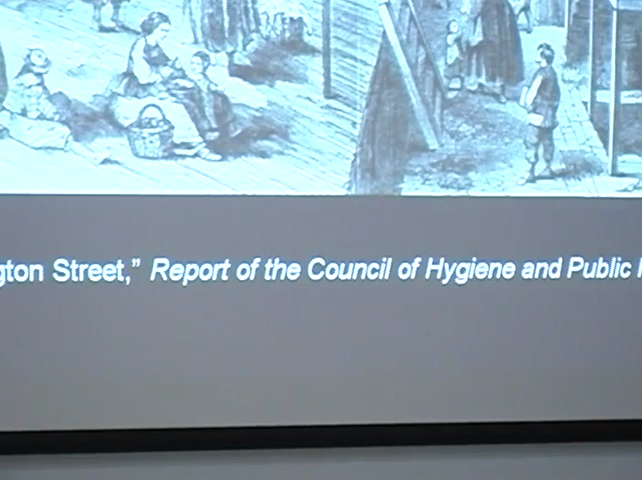 gton Street,” Report of the Council of Hygiene and Public